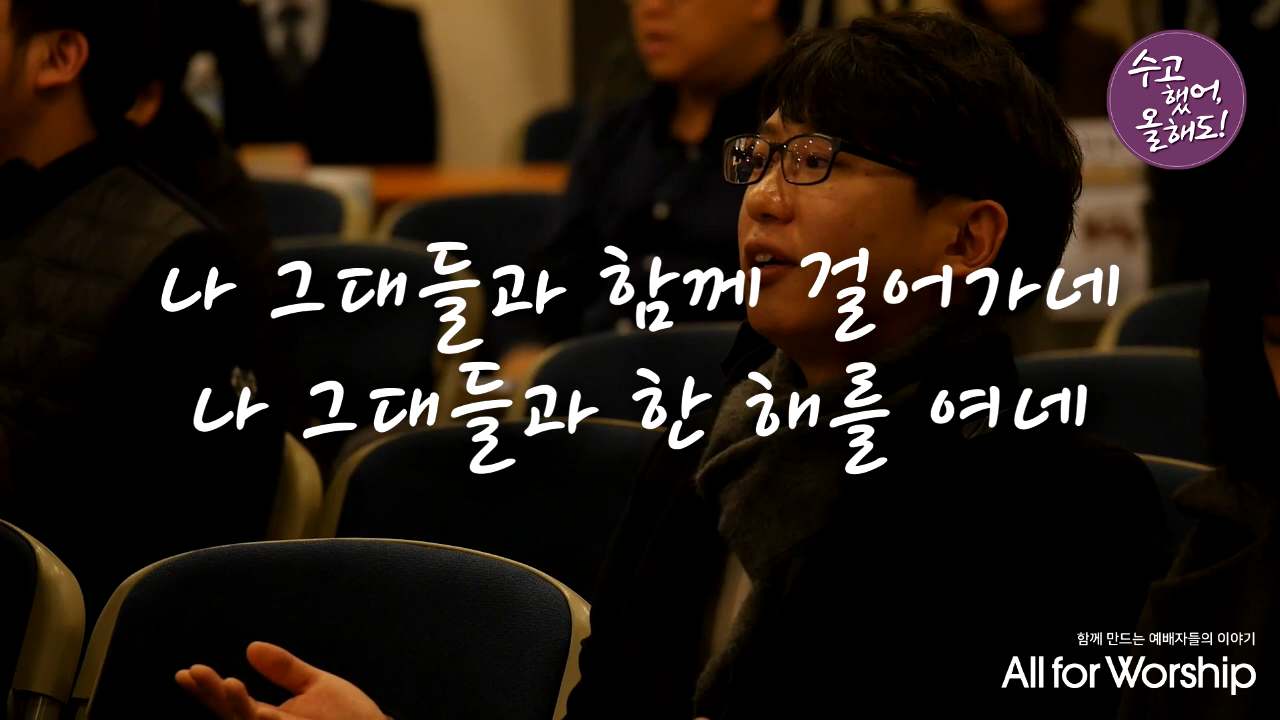 수고
했어,
올해도!
나 그대들과 함께 걸어가네
나 그대들과 한 해를 여네
함께 만드는 예배자들의 이야기
All for Worship